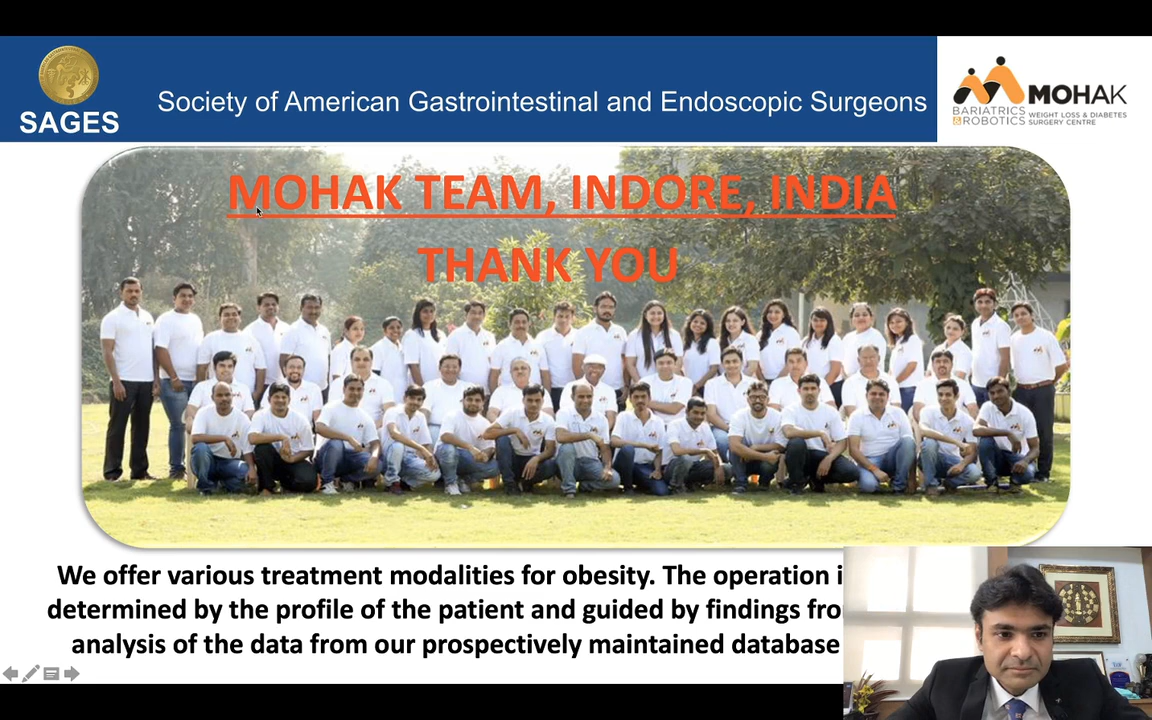 SAGES
Society of American Gastrointestinal and Endoscopic Surgeons
MOHAK
BARIATRICS
& ROBOTICS
WEIGHT LOSS & DIABETES
SURGERY CENTRE
MOHAK TEAM, INDORE, INDIA
THANK YOU
We offer various treatment modalities for obesity. The operation i
determined by the profile of the patient and guided by findings fro
analysis of the data from our prospectively maintained database